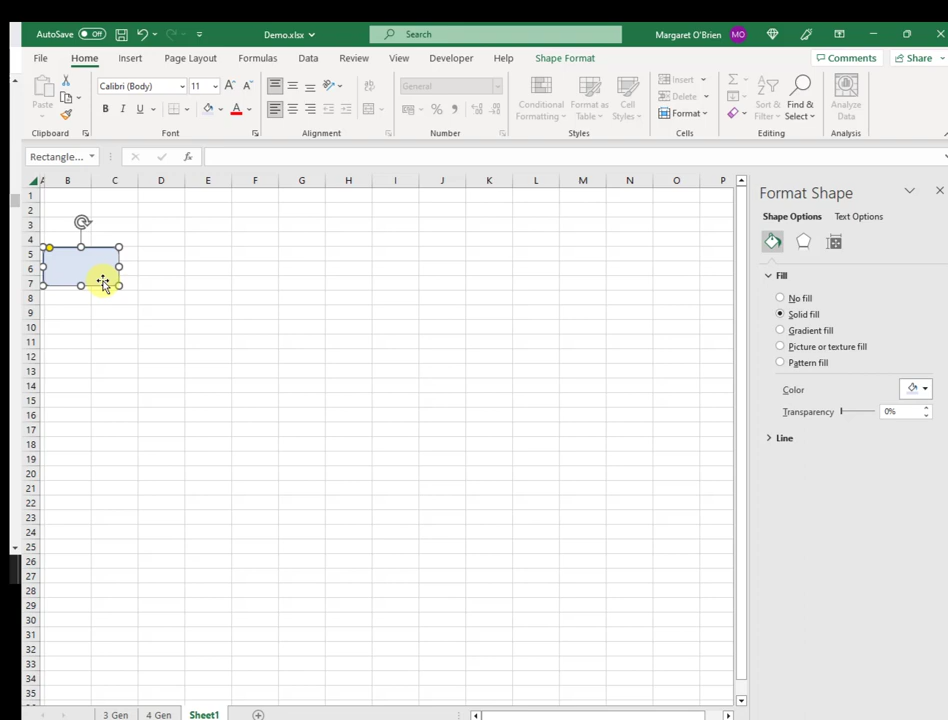 AutoSave Off Demo.xlsx Search Margaret O'Brien MO
File Home Insert Page Layout Formulas Data Review View Developer Help Shape Format Comments Share
Paste Calibri (Body) 11 A A ab General Conditional Formatting Format as Table Cell Styles Insert Delete Format Sort & Filter Find & Select Analyze Data
B I U A
Clipboard Font Alignment Number Styles Cells Editing Analysis
Rectangle... fx
A B C D E F G H I J K L M N O P
1
2
3
4
5
6
7
8
9
10
11
12
13
14
15
16
17
18
19
20
21
22
23
24
25
26
27
28
29
30
31
32
33
34
35
3 Gen 4 Gen Sheet1
Format Shape
Shape Options Text Options
Fill
No fill
Solid fill
Gradient fill
Picture or texture fill
Pattern fill
Color
Transparency 0%
Line